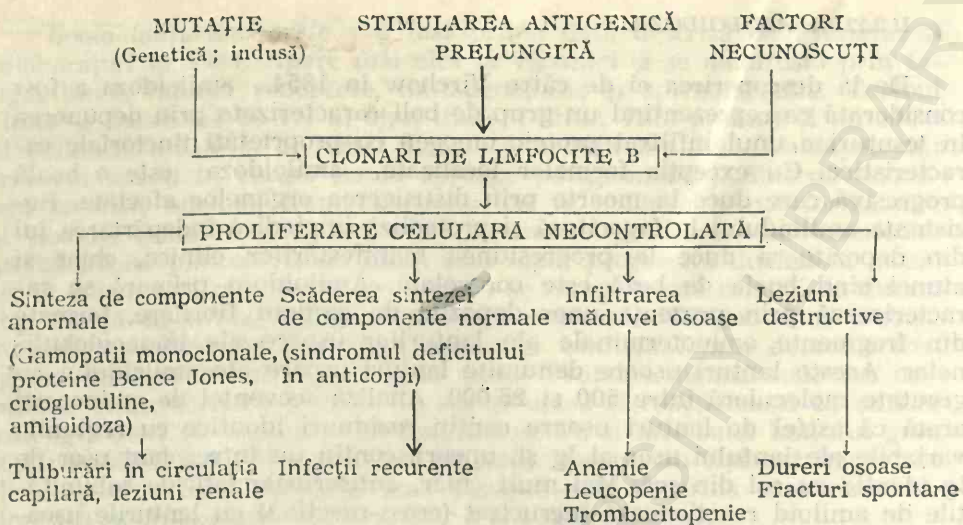 MUTAȚIE STIMULAREA ANTIGENICĂ FACTORI
(Genetică; indusă) PRELUNGITĂ NECUNOSCUȚI
CLONARI DE LIMFOCITE B
PROLIFERARE CELULARĂ NECONTROLATĂ
Sinteza de componente anormale
(Gamopatii monoclonale, proteine Bence Jones, crioglobuline, amiloidoza)
Tulburări în circulația capilară, leziuni renale
Scăderea sintezei de componente normale
(sindromul deficitului în anticorpi)
Infecții recurente
Infiltrarea măduvei osoase
Anemie
Leucopenie
Trombocitopenie
Leziuni destructive
Dureri osoase
Fracturi spontane